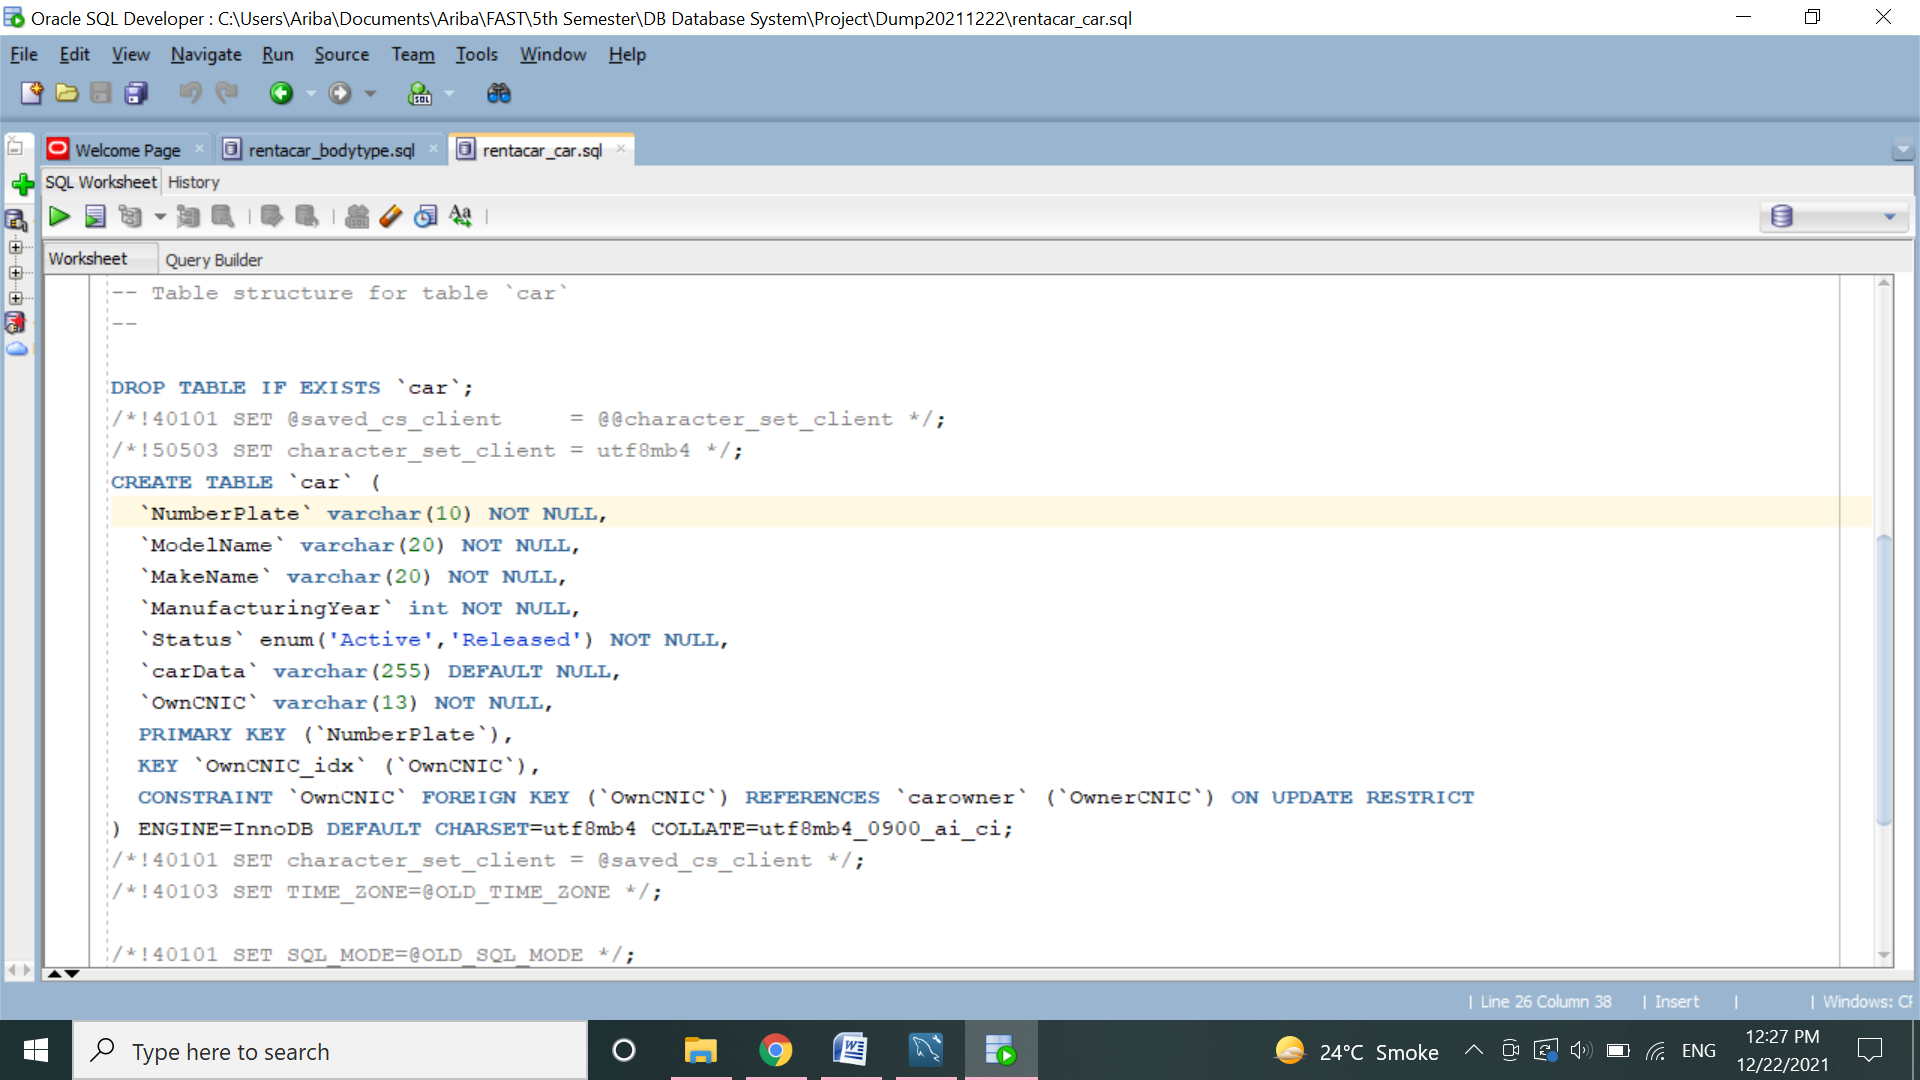 Oracle SQL Developer : C:\Users\Ariba\Documents\Ariba\FAST\5th Semester\DB Database System\Project\Dump20211222\rentacar_car.sql
File Edit View Navigate Run Source Team Tools Window Help
SQL
Welcome Page rentacar_bodytype.sql rentacar_car.sql
SQL Worksheet History
Aa
Worksheet Query Builder
-- Table structure for table `car`
--
DROP TABLE IF EXISTS `car`;
/*!40101 SET @saved_cs_client     = @@character_set_client */;
/*!50503 SET character_set_client = utf8mb4 */;
CREATE TABLE `car` (
  `NumberPlate` varchar(10) NOT NULL,
  `ModelName` varchar(20) NOT NULL,
  `MakeName` varchar(20) NOT NULL,
  `ManufacturingYear` int NOT NULL,
  `Status` enum('Active','Released') NOT NULL,
  `carData` varchar(255) DEFAULT NULL,
  `OwnCNIC` varchar(13) NOT NULL,
  PRIMARY KEY (`NumberPlate`),
  KEY `OwnCNIC_idx` (`OwnCNIC`),
  CONSTRAINT `OwnCNIC` FOREIGN KEY (`OwnCNIC`) REFERENCES `carowner` (`OwnerCNIC`) ON UPDATE RESTRICT
) ENGINE=InnoDB DEFAULT CHARSET=utf8mb4 COLLATE=utf8mb4_0900_ai_ci;
/*!40101 SET character_set_client = @saved_cs_client */;
/*!40103 SET TIME_ZONE=@OLD_TIME_ZONE */;
/*!40101 SET SQL_MODE=@OLD_SQL_MODE */;
| Line 26 Column 38 | Insert | | Windows: CF
Type here to search
24°C Smoke
ENG
12:27 PM
12/22/2021